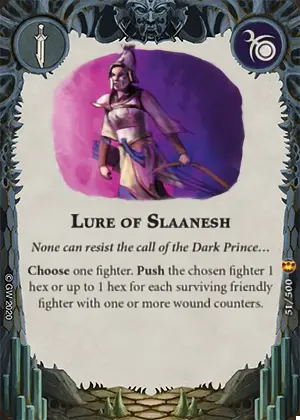 Lure of Slaanesh
None can resist the call of the Dark Prince…
Choose one fighter. Push the chosen fighter 1
hex or up to 1 hex for each surviving friendly
fighter with one or more wound counters.
© GW 2020
51/500